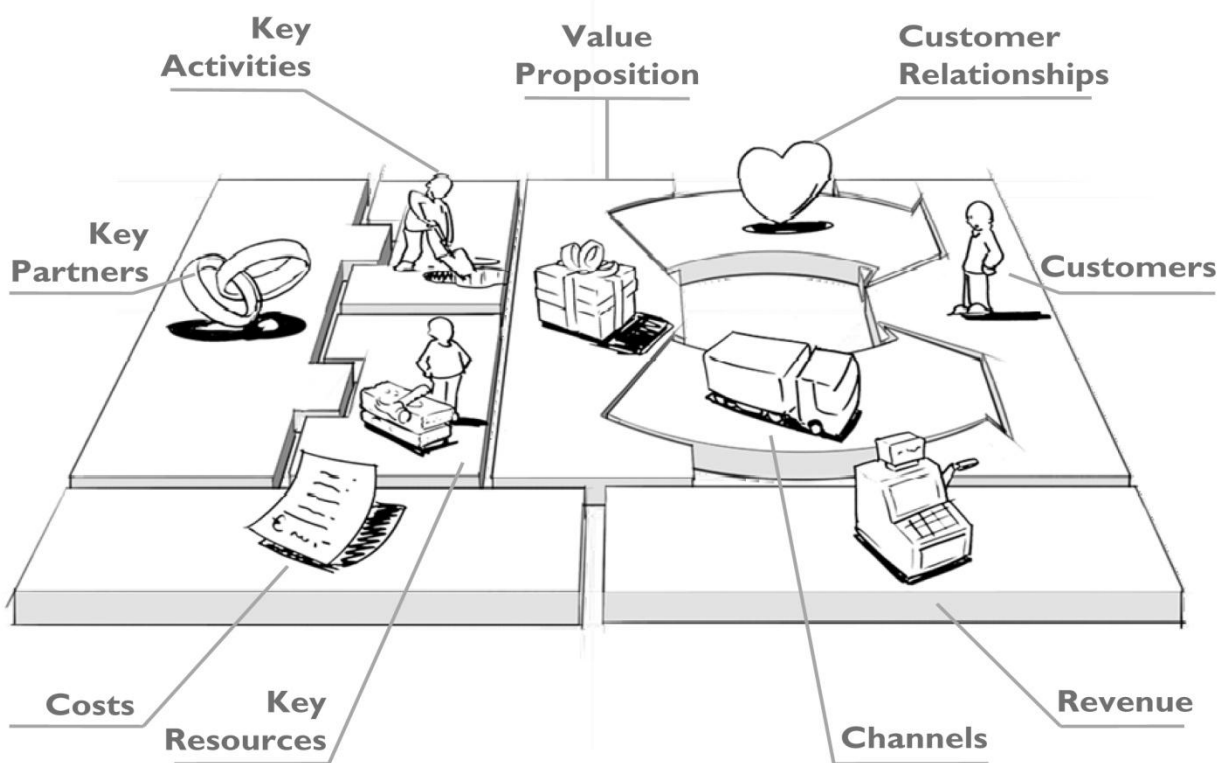 Key
Activities
Value
Proposition
Customer
Relationships
Key
Partners
Customers
Costs
Key
Resources
Channels
Revenue